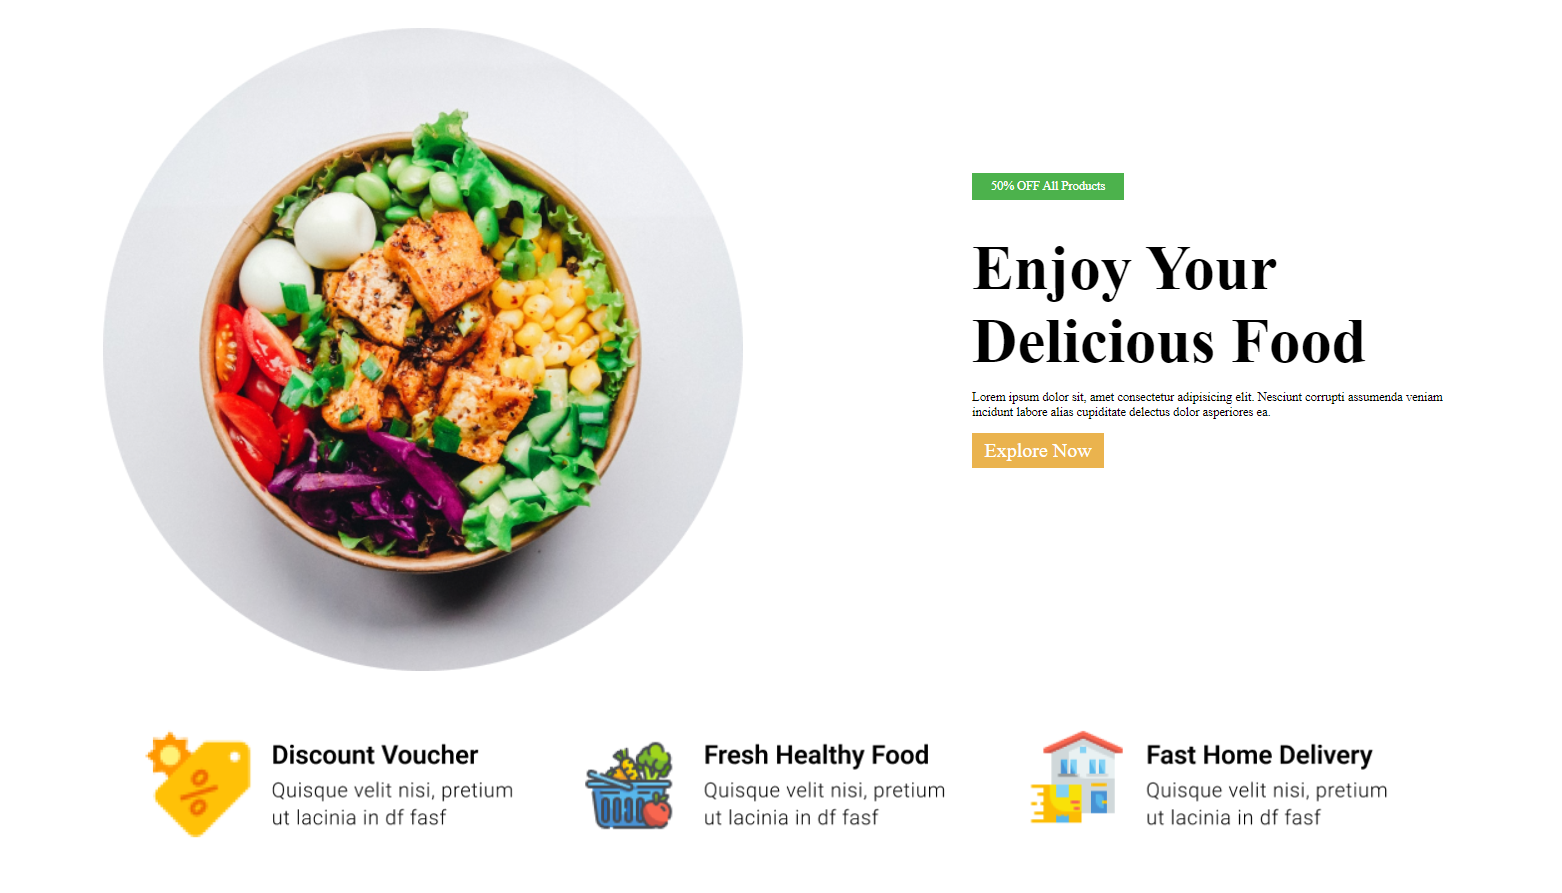 50% OFF All Products
Enjoy Your
Delicious Food
Lorem ipsum dolor sit, amet consectetur adipisicing elit. Nesciunt corrupti assumenda veniam
incidunt labore alias cupiditate delectus dolor asperiores ea.
Explore Now
Discount Voucher
Quisque velit nisi, pretium
ut lacinia in df fasf
Fresh Healthy Food
Quisque velit nisi, pretium
ut lacinia in df fasf
Fast Home Delivery
Quisque velit nisi, pretium
ut lacinia in df fasf